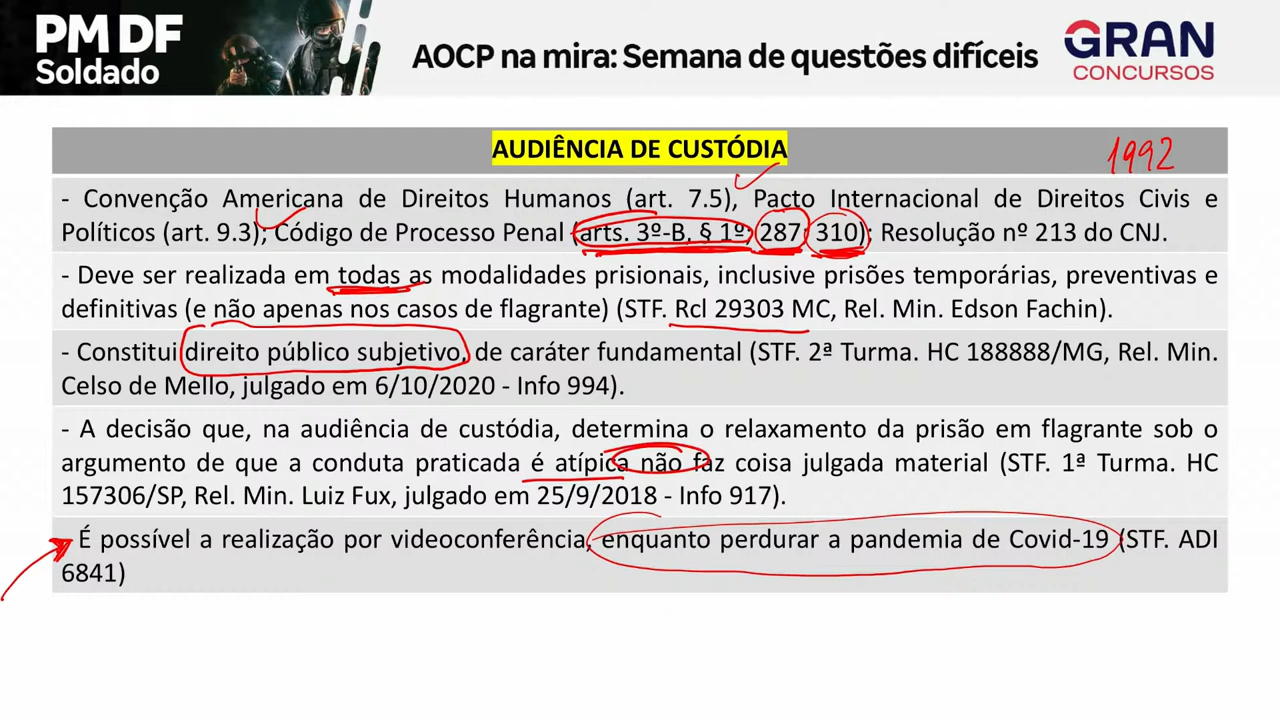 PM DF
Soldado
AOCP na mira: Semana de questões difíceis
GRAN
CONCURSOS
AUDIÊNCIA DE CUSTÓDIA
1992
- Convenção Americana de Direitos Humanos (art. 7.5), Pacto Internacional de Direitos Civis e
Políticos (art. 9.3); Código de Processo Penal (arts. 3º-B, § 1º; 287; 310); Resolução nº 213 do CNJ.
- Deve ser realizada em todas as modalidades prisionais, inclusive prisões temporárias, preventivas e
definitivas (e não apenas nos casos de flagrante) (STF. Rcl 29303 MC, Rel. Min. Edson Fachin).
- Constitui direito público subjetivo, de caráter fundamental (STF. 2ª Turma. HC 188888/MG, Rel. Min.
Celso de Mello, julgado em 6/10/2020 - Info 994).
- A decisão que, na audiência de custódia, determina o relaxamento da prisão em flagrante sob o
argumento de que a conduta praticada é atípica não faz coisa julgada material (STF. 1ª Turma. HC
157306/SP, Rel. Min. Luiz Fux, julgado em 25/9/2018 - Info 917).
É possível a realização por videoconferência, enquanto perdurar a pandemia de Covid-19 (STF. ADI
6841)